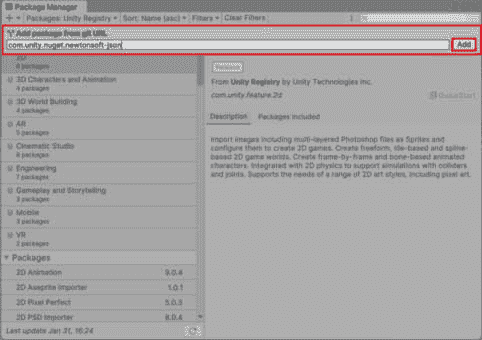 Package Manager
+ Packages: Unity Registry Sort: Name (asc) Filters Clear Filters
Add package from git URL
com.unity.nuget.newtonsoft-json Add
2D
6 packages
3D Characters and Animation
4 packages
3D World Building
4 packages
AR
5 packages
Cinematic Studio
6 packages
Engineering
7 packages
Gameplay and Storytelling
4 packages
Mobile
3 packages
VR
2 packages
Packages
2D Animation 9.0.4
2D Aseprite Importer 1.0.1
2D Pixel Perfect 5.0.3
2D PSD Importer 8.0.4
Last update Jan 31, 16:24
From Unity Registry by Unity Technologies Inc.
com.unity.feature.2d QuickStart
Description Packages included
Import images including multi-layered Photoshop files as Sprites and
configure them to create 2D games. Create freeform, tile-based and spline-
based 2D game worlds. Create frame-by-frame and bone-based animated
characters. Integrated with 2D physics to support simulations with colliders
and joints. Supports the needs of a range of 2D art styles, including pixel art.